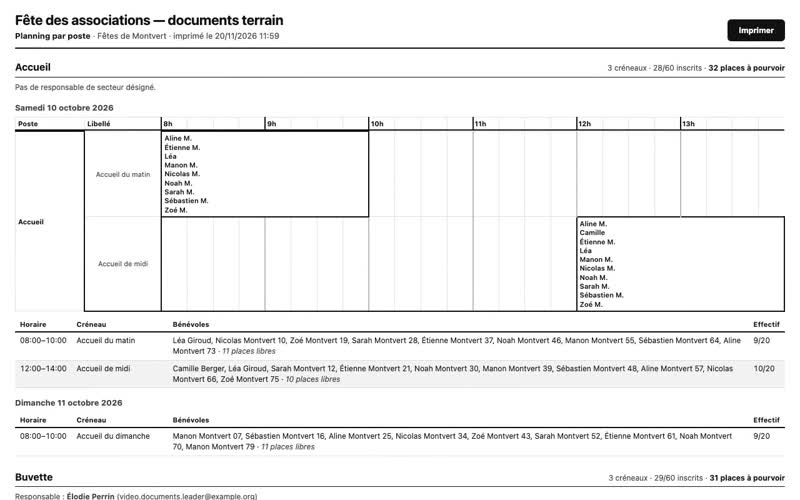 Fête des associations — documents terrain
Planning par poste · Fêtes de Montvert · imprimé le 20/11/2026 11:59
Imprimer
Accueil
3 créneaux · 28/60 inscrits · 32 places à pourvoir
Pas de responsable de secteur désigné.
Samedi 10 octobre 2026
Poste Libellé 8h 9h 10h 11h 12h 13h
Accueil
Accueil du matin
Aline M.
Étienne M.
Léa
Manon M.
Nicolas M.
Noah M.
Sarah M.
Sébastien M.
Zoé M.
Accueil de midi
Aline M.
Camille
Étienne M.
Léa
Manon M.
Nicolas M.
Noah M.
Sarah M.
Sébastien M.
Zoé M.
Horaire Créneau Bénévoles Effectif
08:00–10:00 Accueil du matin Léa Giroud, Nicolas Montvert 10, Zoé Montvert 19, Sarah Montvert 28, Étienne Montvert 37, Noah Montvert 46, Manon Montvert 55, Sébastien Montvert 64, Aline 9/20
Montvert 73 · 11 places libres
12:00–14:00 Accueil de midi Camille Berger, Léa Giroud, Sarah Montvert 12, Étienne Montvert 21, Noah Montvert 30, Manon Montvert 39, Sébastien Montvert 48, Aline Montvert 57, Nicolas 10/20
Montvert 66, Zoé Montvert 75 · 10 places libres
Dimanche 11 octobre 2026
Horaire Créneau Bénévoles Effectif
08:00–10:00 Accueil du dimanche Manon Montvert 07, Sébastien Montvert 16, Aline Montvert 25, Nicolas Montvert 34, Zoé Montvert 43, Sarah Montvert 52, Étienne Montvert 61, Noah Montvert 9/20
70, Manon Montvert 79 · 11 places libres
Buvette
3 créneaux · 29/60 inscrits · 31 places à pourvoir
Responsable : Élodie Perrin (video.documents.leader@example.org)